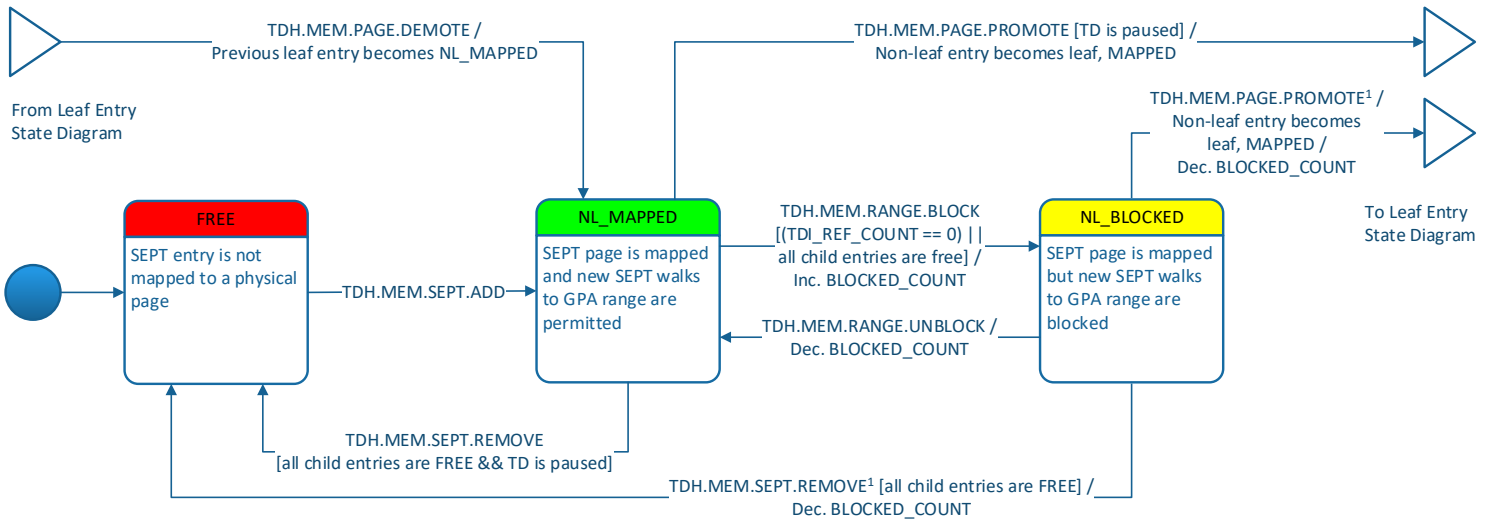 TDH.MEM.PAGE.DEMOTE /
Previous leaf entry becomes NL_MAPPED
TDH.MEM.PAGE.PROMOTE [TD is paused] /
Non-leaf entry becomes leaf, MAPPED
From Leaf Entry
State Diagram
TDH.MEM.PAGE.PROMOTE¹ /
Non-leaf entry becomes
leaf, MAPPED /
Dec. BLOCKED_COUNT
To Leaf Entry
State Diagram
FREE
SEPT entry is not
mapped to a physical
page
TDH.MEM.SEPT.ADD
NL_MAPPED
SEPT page is mapped
and new SEPT walks
to GPA range are
permitted
TDH.MEM.RANGE.BLOCK
[(TDI_REF_COUNT == 0) ||
all child entries are free] /
Inc. BLOCKED_COUNT
TDH.MEM.RANGE.UNBLOCK /
Dec. BLOCKED_COUNT
NL_BLOCKED
SEPT page is mapped
but new SEPT walks
to GPA range are
blocked
TDH.MEM.SEPT.REMOVE
[all child entries are FREE && TD is paused]
TDH.MEM.SEPT.REMOVE¹ [all child entries are FREE] /
Dec. BLOCKED_COUNT